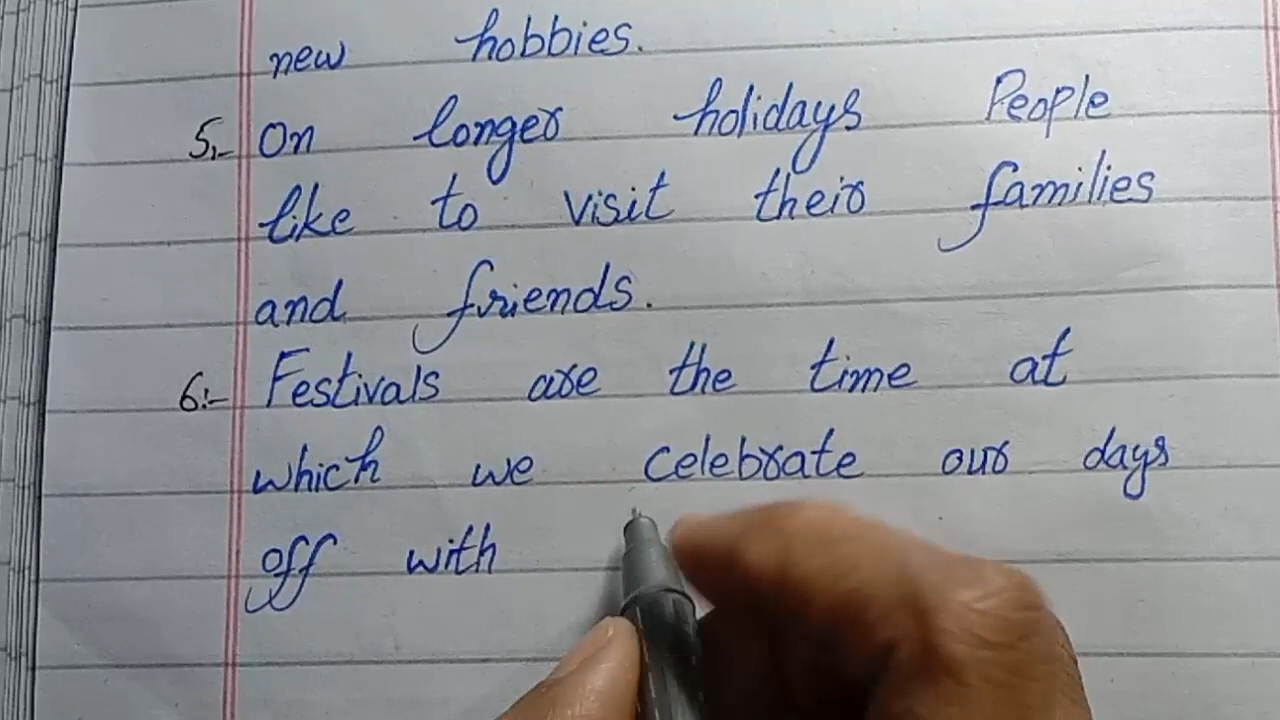 new hobbies.
5:- On longer holidays People
like to visit their families
and friends.
6:- Festivals are the time at
which we celebrate our days
off with